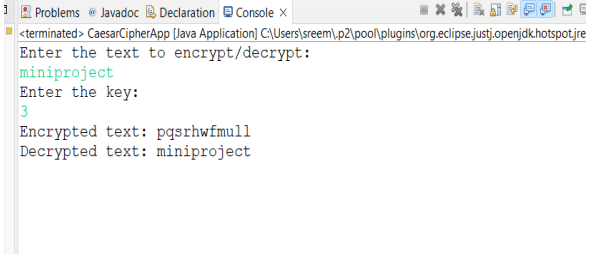 Problems @ Javadoc Declaration Console ×
<terminated> CaesarCipherApp [Java Application] C:\Users\sreem\.p2\pool\plugins\org.eclipse.justj.openjdk.hotspot.jre
Enter the text to encrypt/decrypt:
miniproject
Enter the key:
3
Encrypted text: pqsrhwfmull
Decrypted text: miniproject